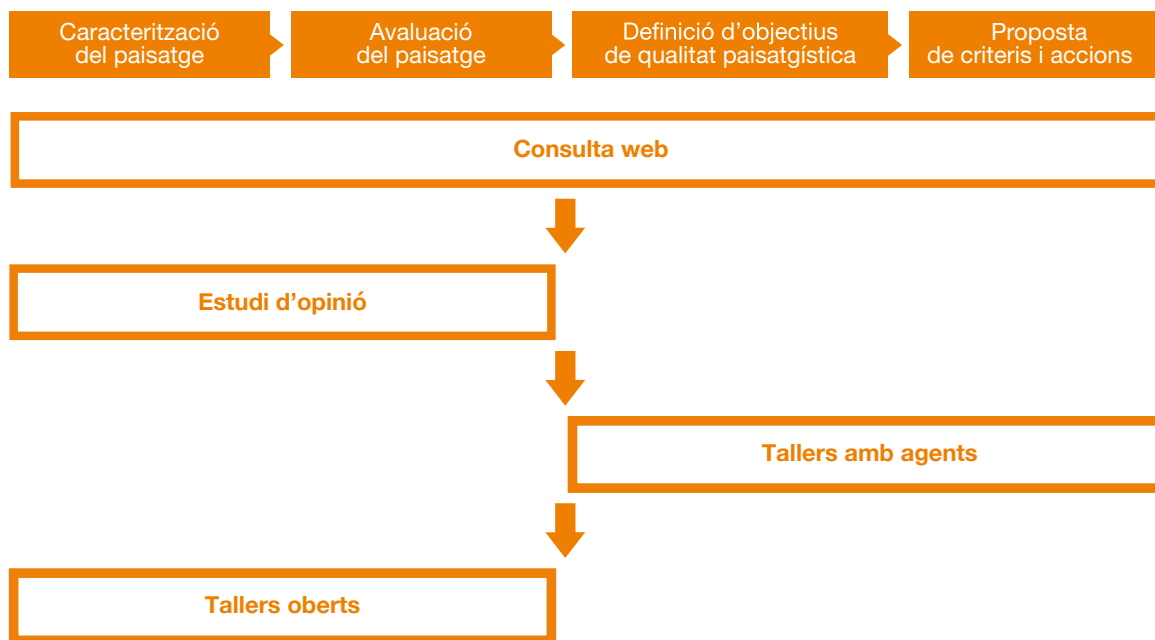 Caracterització
del paisatge
Avaluació
del paisatge
Definició d’objectius
de qualitat paisatgística
Proposta
de criteris i accions
Consulta web
Estudi d’opinió
Tallers amb agents
Tallers oberts